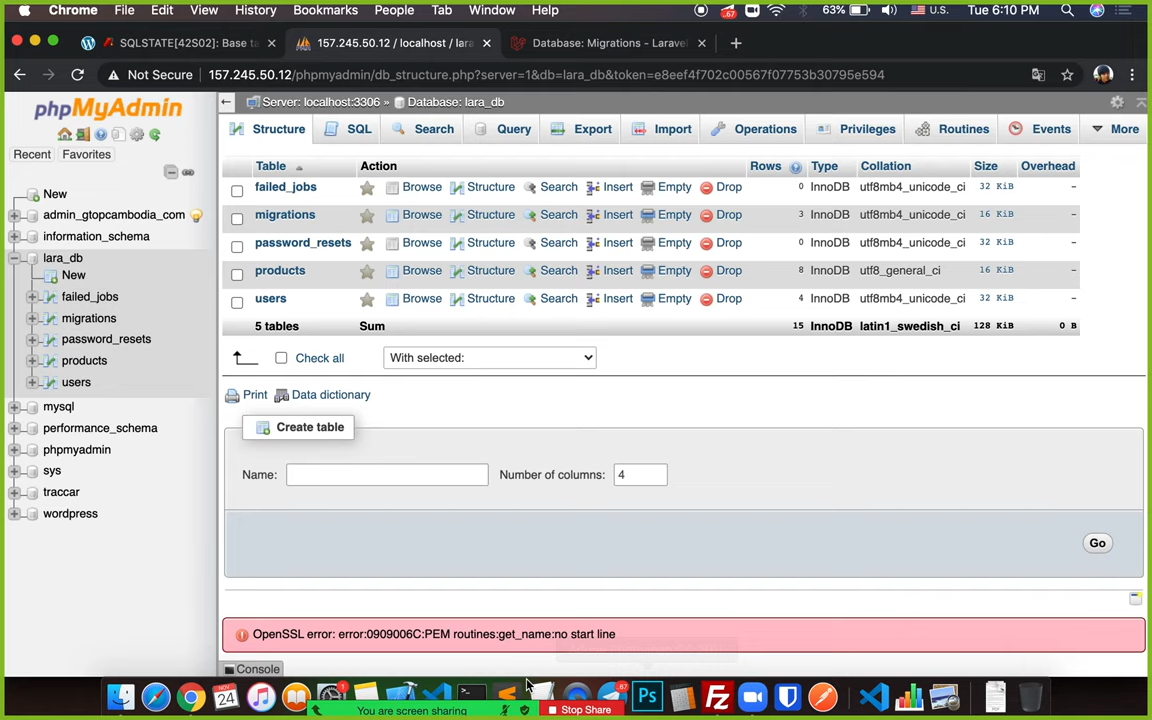 Chrome File Edit View History Bookmarks People Tab Window Help 67 63% U.S. Tue 6:10 PM
SQLSTATE[42S02]: Base ta 157.245.50.12 / localhost / lara Database: Migrations - Laravel
Not Secure 157.245.50.12/phpmyadmin/db_structure.php?server=1&db=lara_db&token=e8eef4f702c00567f07753b30795e594
phpMyAdmin
Recent Favorites
New
admin_gtopcambodia_com
information_schema
lara_db
New
failed_jobs
migrations
password_resets
products
users
mysql
performance_schema
phpmyadmin
sys
traccar
wordpress
Server: localhost:3306 » Database: lara_db
Structure SQL Search Query Export Import Operations Privileges Routines Events More
Table Action Rows Type Collation Size Overhead
failed_jobs Browse Structure Search Insert Empty Drop 0 InnoDB utf8mb4_unicode_ci 32 KiB –
migrations Browse Structure Search Insert Empty Drop 3 InnoDB utf8mb4_unicode_ci 16 KiB –
password_resets Browse Structure Search Insert Empty Drop 0 InnoDB utf8mb4_unicode_ci 32 KiB –
products Browse Structure Search Insert Empty Drop 8 InnoDB utf8_general_ci 16 KiB –
users Browse Structure Search Insert Empty Drop 4 InnoDB utf8mb4_unicode_ci 32 KiB –
5 tables Sum 15 InnoDB latin1_swedish_ci 128 KiB 0 B
Check all With selected:
Print Data dictionary
Create table
Name: Number of columns: 4
Go
OpenSSL error: error:0909006C:PEM routines:get_name:no start line
Console
NOV 24 1 67 Ps Fz
You are screen sharing Stop Share